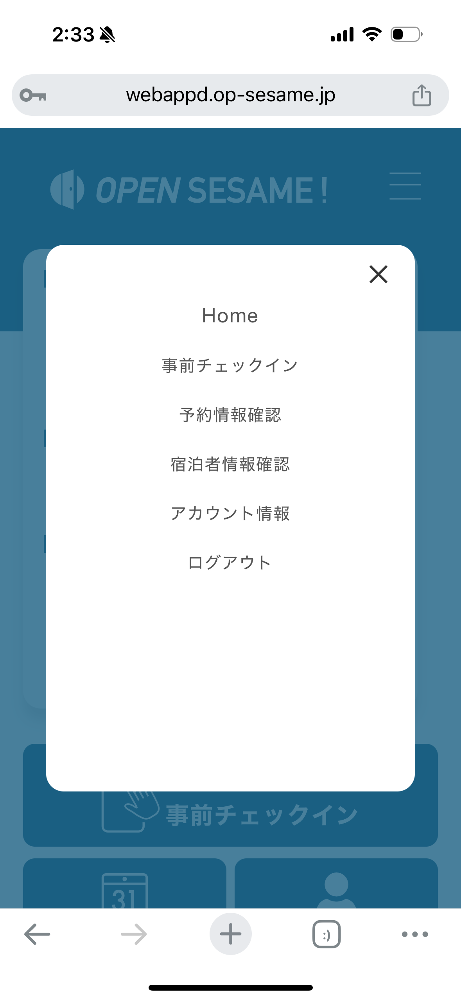 2:33
webappd.op-sesame.jp
OPEN SESAME!
Home
事前チェックイン
予約情報確認
宿泊者情報確認
アカウント情報
ログアウト
事前チェックイン
31
:)